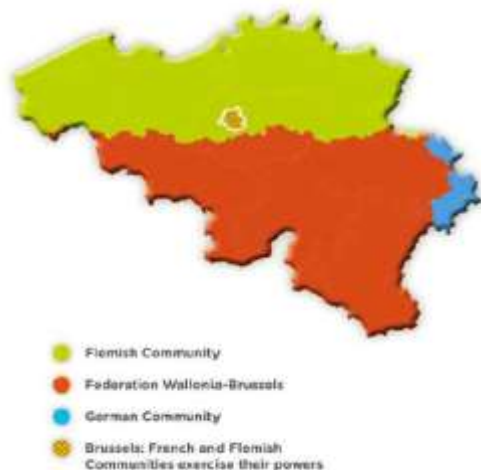 Flemish Community
Federation Wallonia-Brussels
German Community
Brussels: French and Flemish
Communities exercise their powers